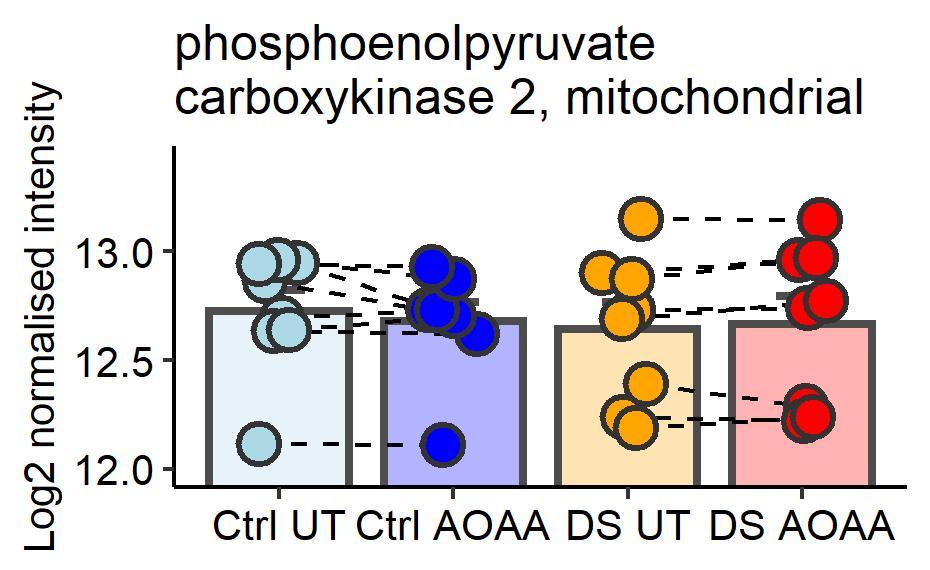 phosphoenolpyruvate
carboxykinase 2, mitochondrial
Log2 normalised intensity
13.0
12.5
12.0
Ctrl UT Ctrl AOAA DS UT DS AOAA